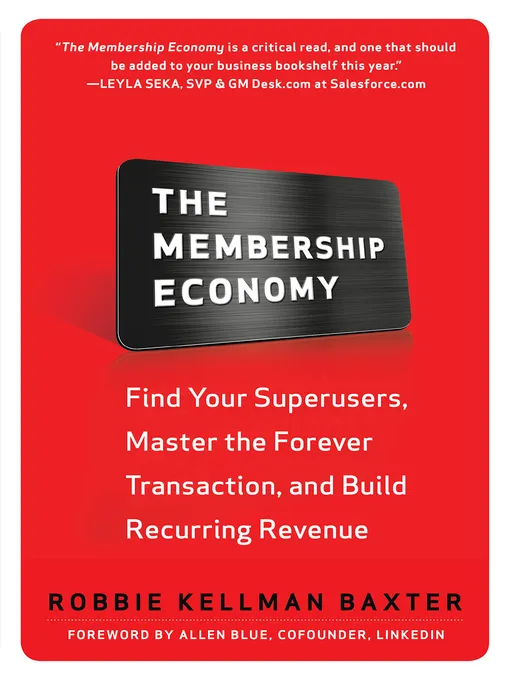 “The Membership Economy is a critical read, and one that should
be added to your business bookshelf this year.”
—LEYLA SEKA, SVP & GM Desk.com at Salesforce.com
THE
MEMBERSHIP
ECONOMY
Find Your Superusers,
Master the Forever
Transaction, and Build
Recurring Revenue
ROBBIE KELLMAN BAXTER
FOREWORD BY ALLEN BLUE, COFOUNDER, LINKEDIN